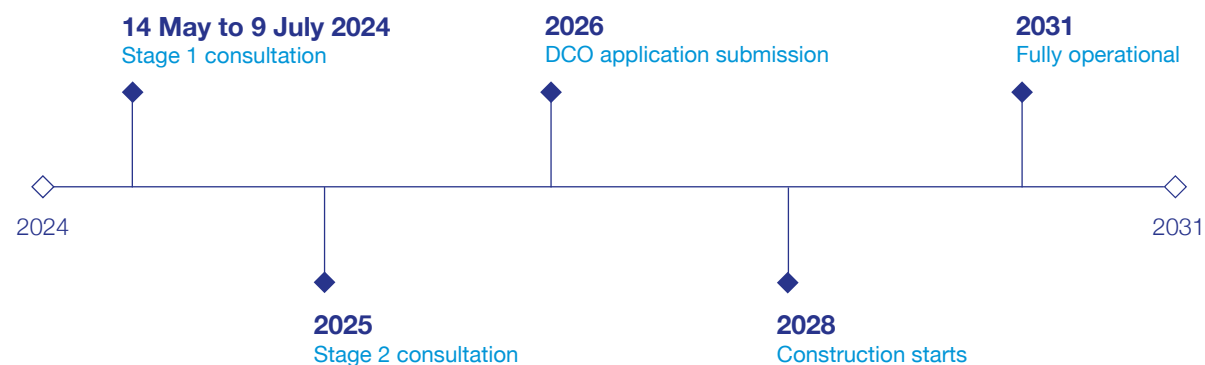 14 May to 9 July 2024
Stage 1 consultation
2026
DCO application submission
2031
Fully operational
2024
2031
2025
Stage 2 consultation
2028
Construction starts